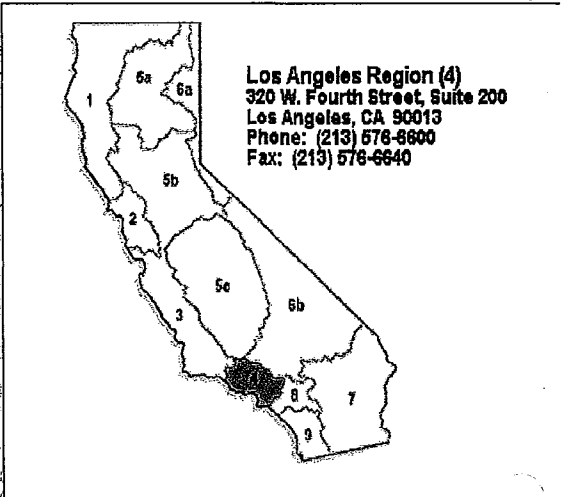 Los Angeles Region (4)
320 W. Fourth Street, Suite 200
Los Angeles, CA 90013
Phone: (213) 576-6600
Fax: (213) 576-6640
1
5a
6a
5b
2
5c
6b
3
8
7
9